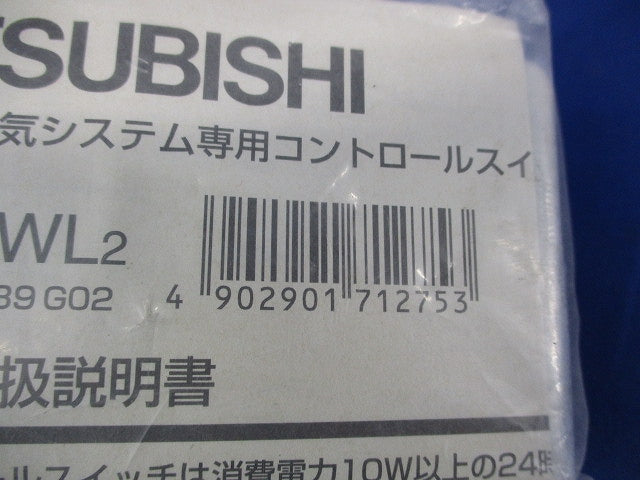 TSUBISHI
気システム専用コントロールスイ
WL2
39 G02
4 902901 712753
扱説明書
ールスイッチは消費電力10W以上の24